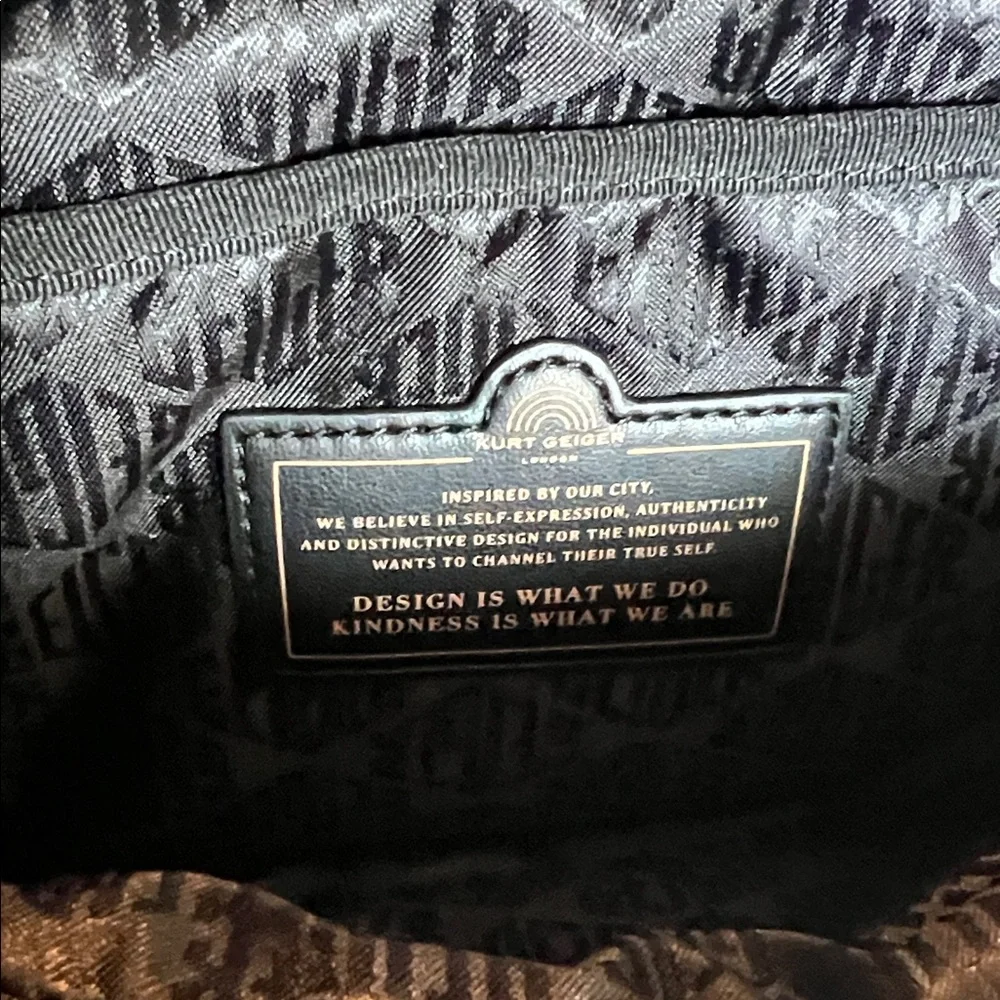 KURT GEIGER
LONDON
INSPIRED BY OUR CITY,
WE BELIEVE IN SELF-EXPRESSION, AUTHENTICITY
AND DISTINCTIVE DESIGN FOR THE INDIVIDUAL WHO
WANTS TO CHANNEL THEIR TRUE SELF.
DESIGN IS WHAT WE DO
KINDNESS IS WHAT WE ARE